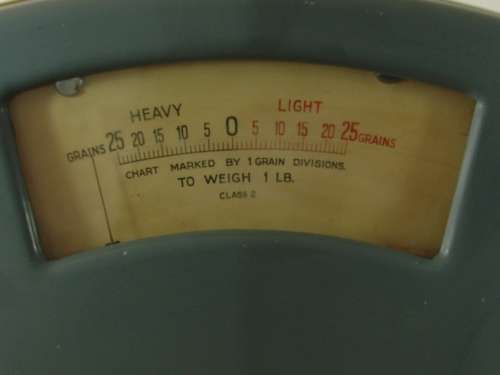 HEAVY LIGHT
GRAINS 25 20 15 10 5 0 5 10 15 20 25 GRAINS
CHART MARKED BY 1 GRAIN DIVISIONS.
TO WEIGH 1 LB.
CLASS 2